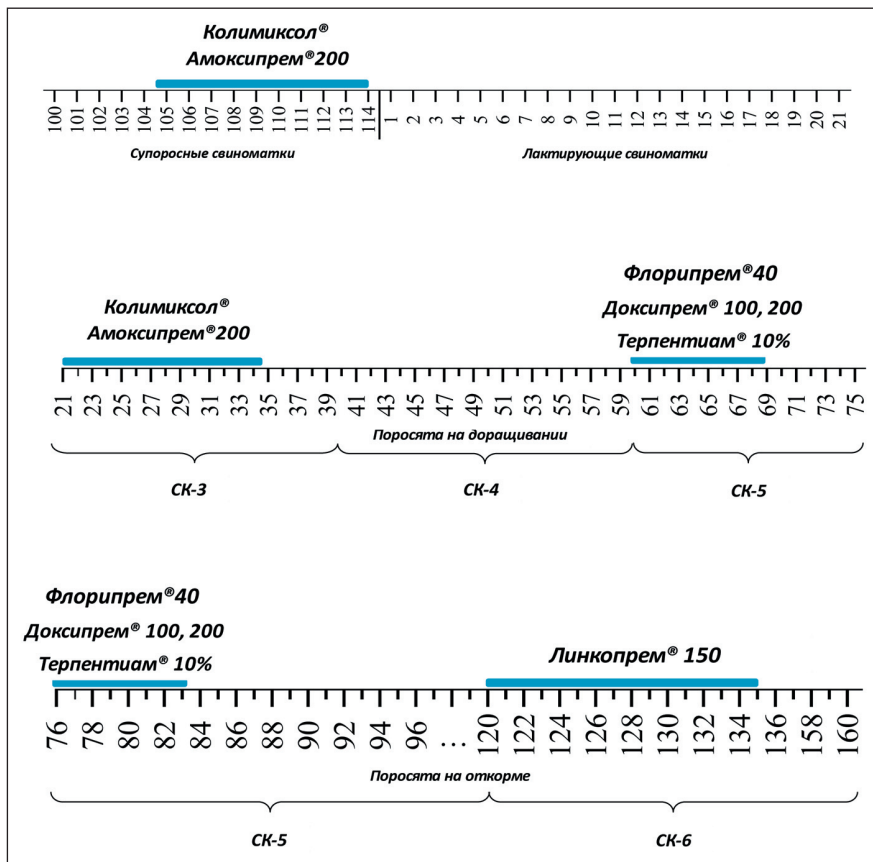 Колимиксол®
Амоксипрем®200
100 101 102 103 104 105 106 107 108 109 110 111 112 113 114 1 2 3 4 5 6 7 8 9 10 11 12 13 14 15 16 17 18 19 20 21
Супоросные свиноматки Лактирующие свиноматки
Колимиксол®
Амоксипрем®200
Флорипрем®40
Доксипрем® 100, 200
Терпентиам® 10%
21 23 25 27 29 31 33 35 37 39 41 43 45 47 49 51 53 55 57 59 61 63 65 67 69 71 73 75
Поросята на доращивании
СК-3 СК-4 СК-5
Флорипрем®40
Доксипрем® 100, 200
Терпентиам® 10%
Линкопрем® 150
76 78 80 82 84 86 88 90 92 94 96 ... 120 122 124 126 128 130 132 134 136 158 160
Поросята на откорме
СК-5 СК-6